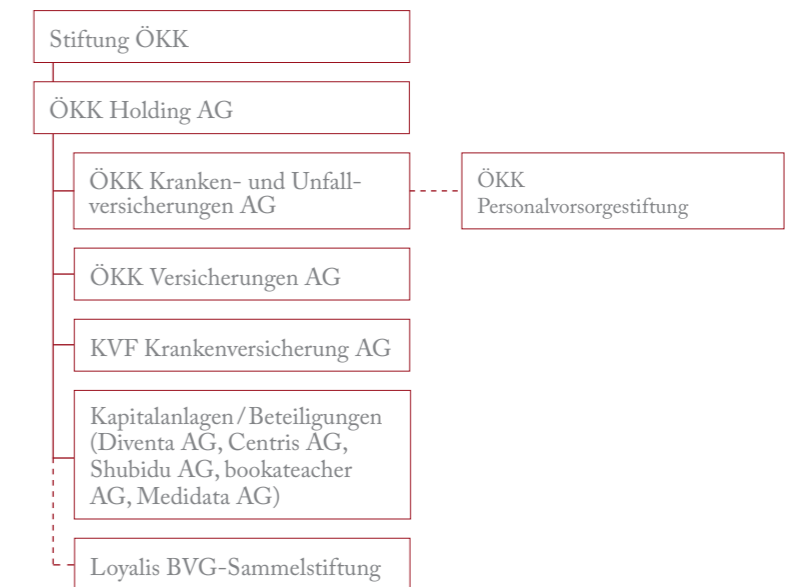 Stiftung ÖKK
ÖKK Holding AG
ÖKK Kranken- und Unfall-
versicherungen AG
ÖKK
Personalvorsorgestiftung
ÖKK Versicherungen AG
KVF Krankenversicherung AG
Kapitalanlagen/Beteiligungen
(Diventa AG, Centris AG,
Shubidu AG, bookateacher
AG, Medidata AG)
Loyalis BVG-Sammelstiftung